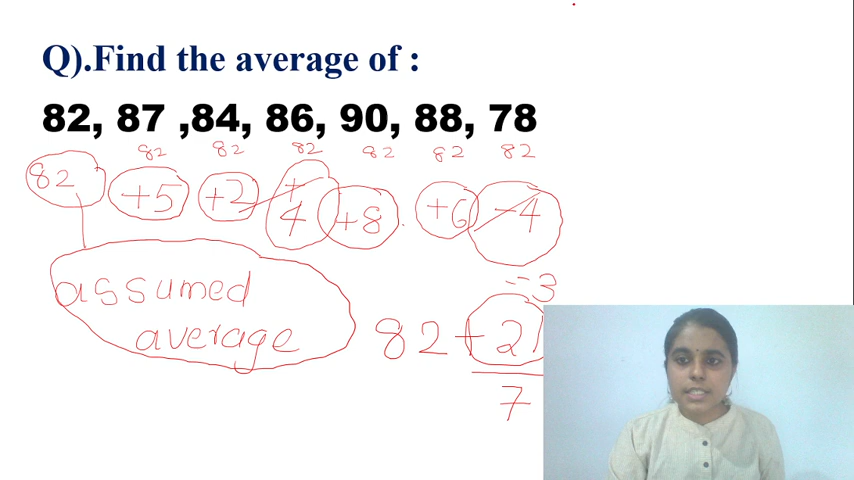 Q).Find the average of :
82, 87 ,84, 86, 90, 88, 78
82 82 82 82 82 82
82 +5 +2 +4 +8 +6 -4
= 3
assumed
average
82 + 21
7